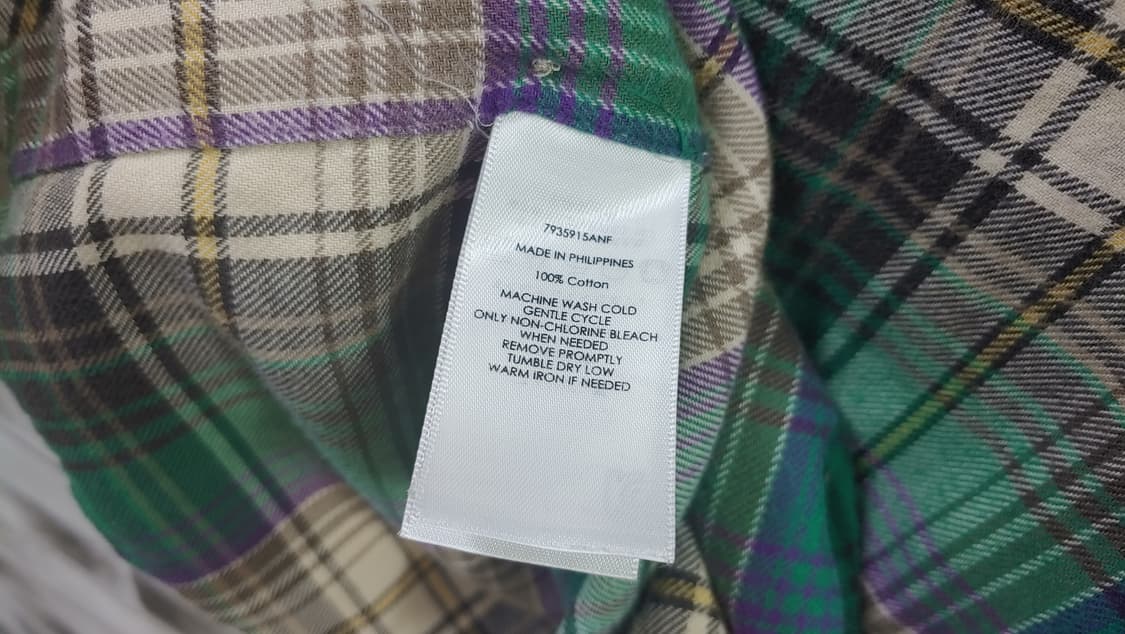 7935915ANF
MADE IN PHILIPPINES
100% Cotton
MACHINE WASH COLD
GENTLE CYCLE
ONLY NON-CHLORINE BLEACH
WHEN NEEDED
REMOVE PROMPTLY
TUMBLE DRY LOW
WARM IRON IF NEEDED